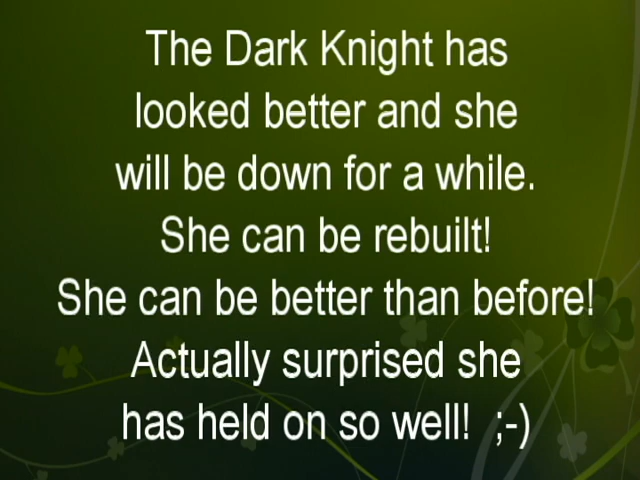 The Dark Knight has
looked better and she
will be down for a while.
She can be rebuilt!
She can be better than before!
Actually surprised she
has held on so well!  ;-)